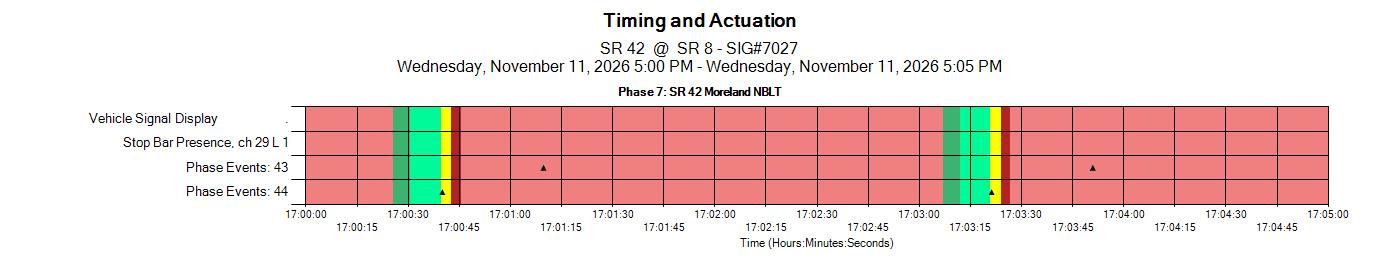 Timing and Actuation
SR 42 @ SR 8 - SIG#7027
Wednesday, November 11, 2026 5:00 PM - Wednesday, November 11, 2026 5:05 PM
Phase 7: SR 42 Moreland NBLT
Vehicle Signal Display .
Stop Bar Presence, ch 29 L 1
Phase Events: 43
Phase Events: 44
17:00:00 17:00:30 17:01:00 17:01:30 17:02:00 17:02:30 17:03:00 17:03:30 17:04:00 17:04:30 17:05:00
17:00:15 17:00:45 17:01:15 17:01:45 17:02:15 17:02:45 17:03:15 17:03:45 17:04:15 17:04:45
Time (Hours:Minutes:Seconds)